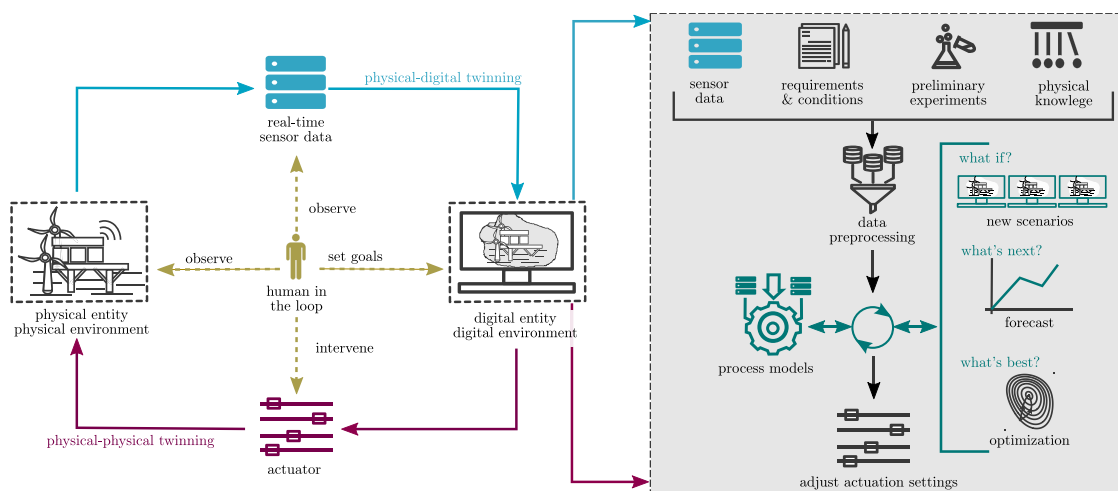 physical-digital twinning
real-time
sensor data
observe
observe
set goals
human in
the loop
physical entity
physical environment
digital entity
digital environment
intervene
physical-physical twinning
actuator
sensor
data
requirements
& conditions
preliminary
experiments
physical
knowlege
data
preprocessing
what if?
new scenarios
what's next?
forecast
process models
what's best?
optimization
adjust actuation settings